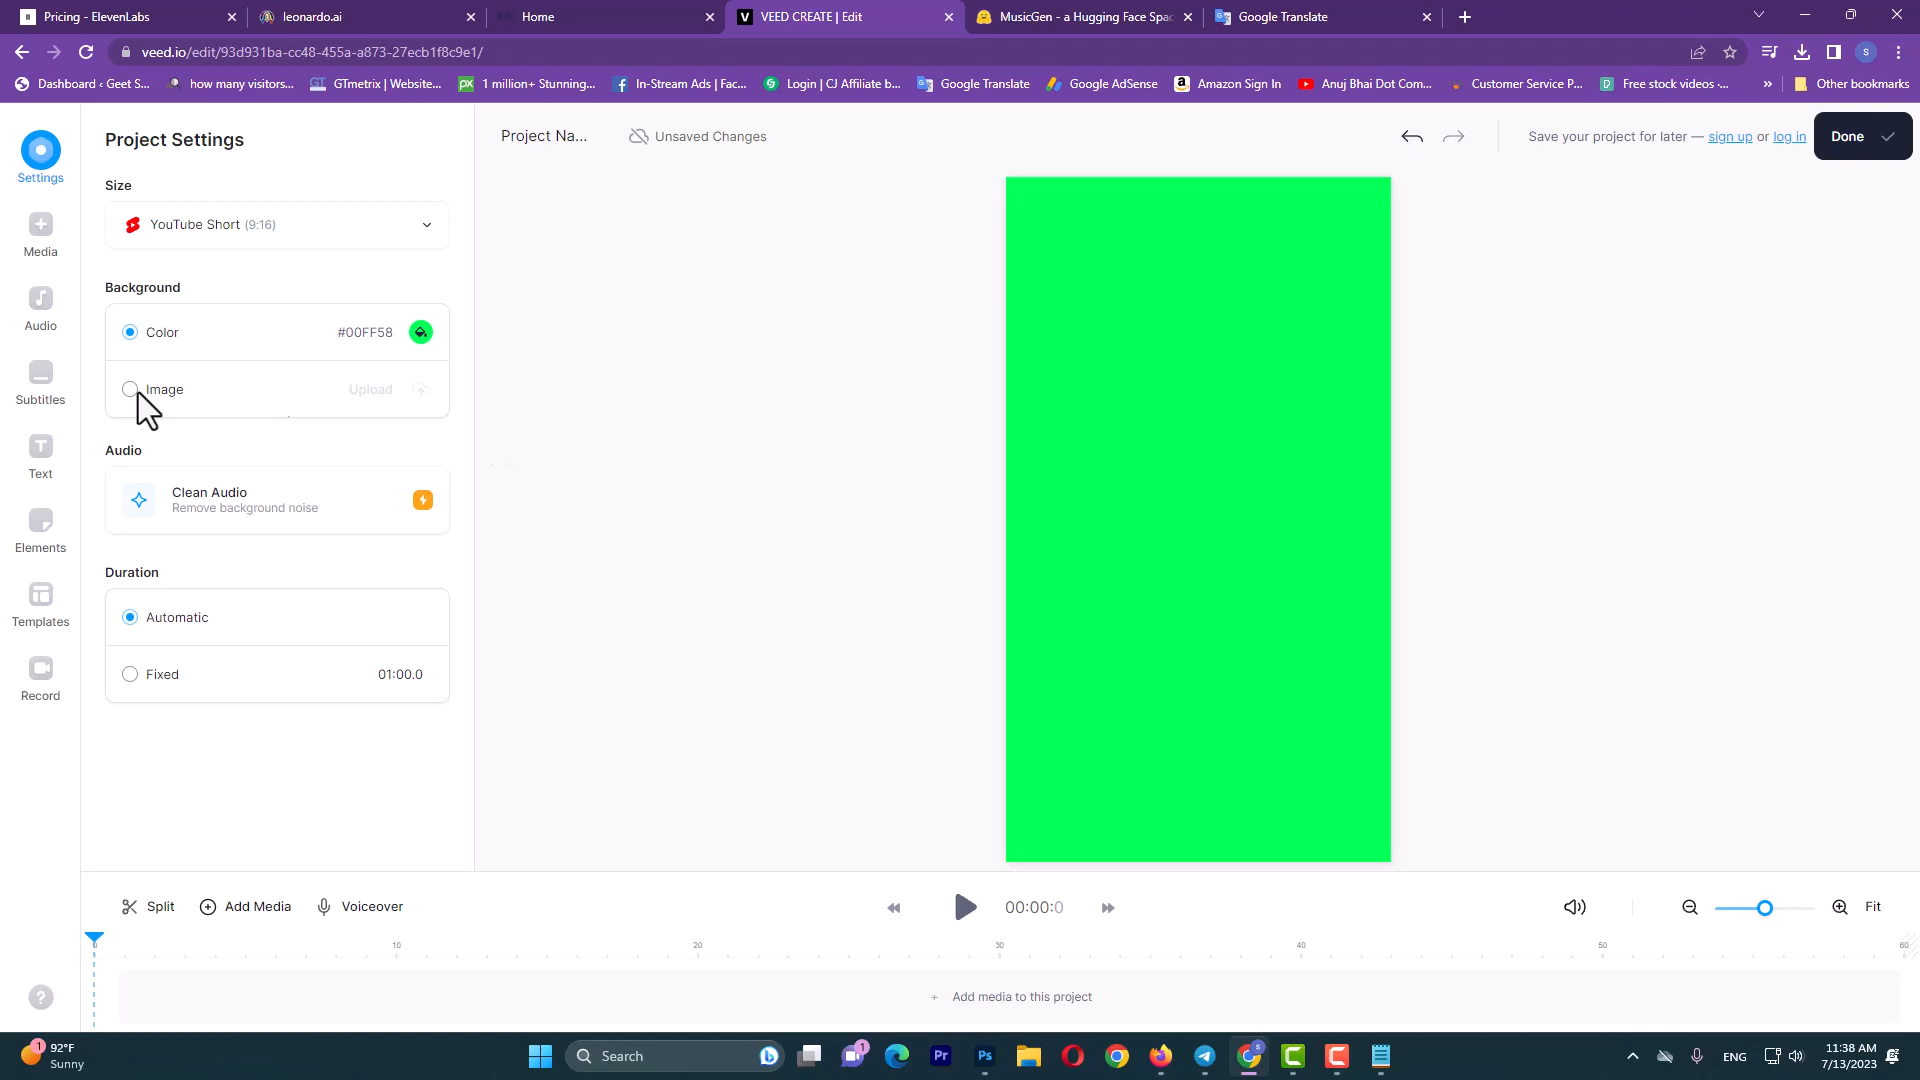 Pricing - ElevenLabs
leonardo.ai
Home
VEED CREATE | Edit
MusicGen - a Hugging Face Spac
Google Translate
veed.io/edit/93d931ba-cc48-455a-a873-27ecb1f8c9e1/
Dashboard ‹ Geet S...
how many visitors...
GTmetrix | Website...
1 million+ Stunning...
In-Stream Ads | Fac...
Login | CJ Affiliate b...
Google Translate
Google AdSense
Amazon Sign In
Anuj Bhai Dot Com...
Customer Service P...
Free stock videos ·...
»
Other bookmarks
Settings
Media
Audio
Subtitles
Text
Elements
Templates
Record
Project Settings
Size
YouTube Short (9:16)
Background
Color #00FF58
Image Upload
Audio
Clean Audio
Remove background noise
Duration
Automatic
Fixed 01:00.0
Project Na...
Unsaved Changes
Save your project for later — sign up or log in
Done
Split
Add Media
Voiceover
00:00:0
Fit
0 10 20 30 40 50 60
+ Add media to this project
?
1
92°F
Sunny
Search
1
Pr
Ps
ENG
11:38 AM
7/13/2023